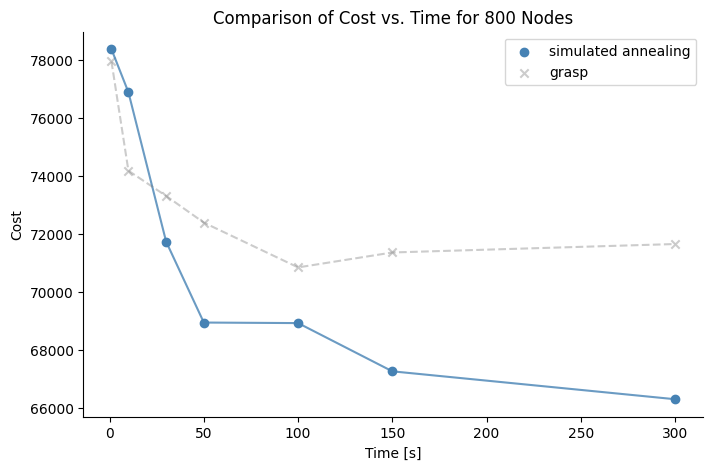 Comparison of Cost vs. Time for 800 Nodes
simulated annealing
grasp
Cost
78000
76000
74000
72000
70000
68000
66000
0
50
100
150
200
250
300
Time [s]